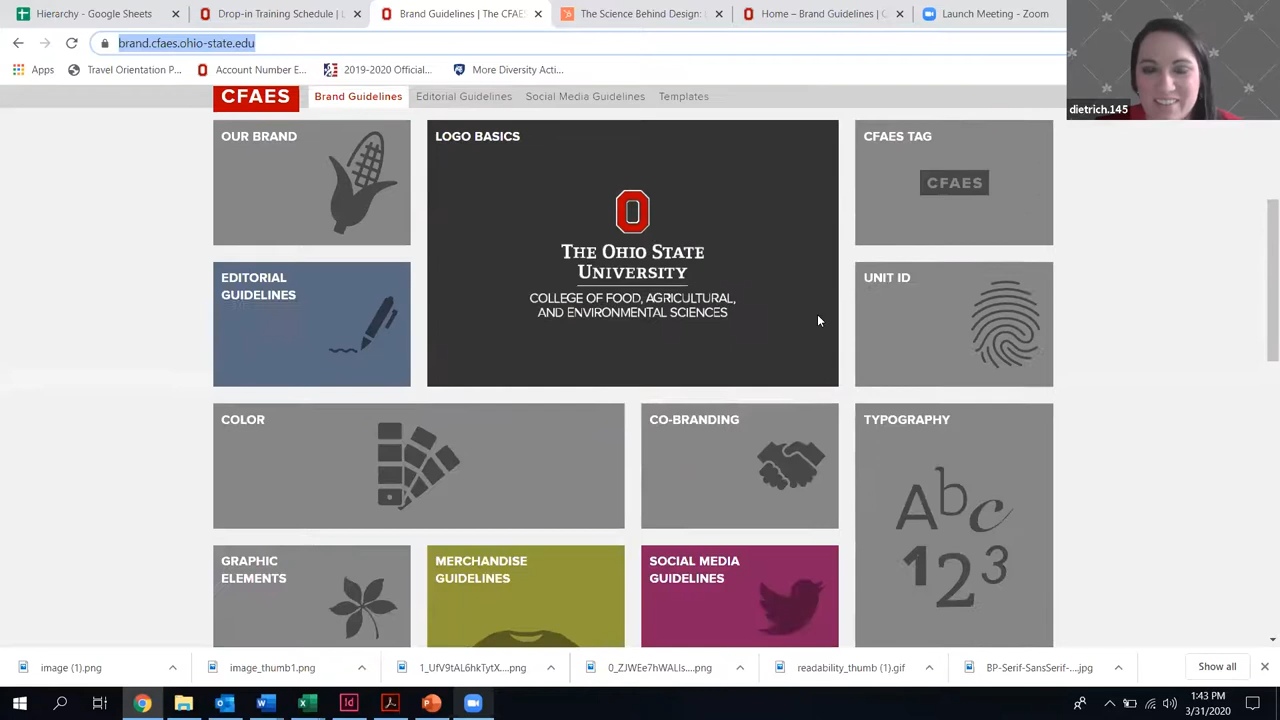 Hierarchy - Google Sheets
Drop-in Training Schedule |
Brand Guidelines | The CFAES
The Science Behind Design:
Home – Brand Guidelines |
Launch Meeting - Zoom
brand.cfaes.ohio-state.edu
Apps
Travel Orientation P...
Account Number E...
2019-2020 Official...
More Diversity Acti...
dietrich.145
CFAES
Brand Guidelines
Editorial Guidelines
Social Media Guidelines
Templates
OUR BRAND
LOGO BASICS
O
THE OHIO STATE
UNIVERSITY
COLLEGE OF FOOD, AGRICULTURAL,
AND ENVIRONMENTAL SCIENCES
CFAES TAG
CFAES
EDITORIAL
GUIDELINES
UNIT ID
COLOR
CO-BRANDING
TYPOGRAPHY
Abc
123
GRAPHIC
ELEMENTS
MERCHANDISE
GUIDELINES
SOCIAL MEDIA
GUIDELINES
image (1).png
image_thumb1.png
1_UfV9tAL6hkTytX....png
0_ZJWEe7hWALls....png
readability_thumb (1).gif
BP-Serif-SansSerif-...jpg
Show all
1:43 PM
3/31/2020